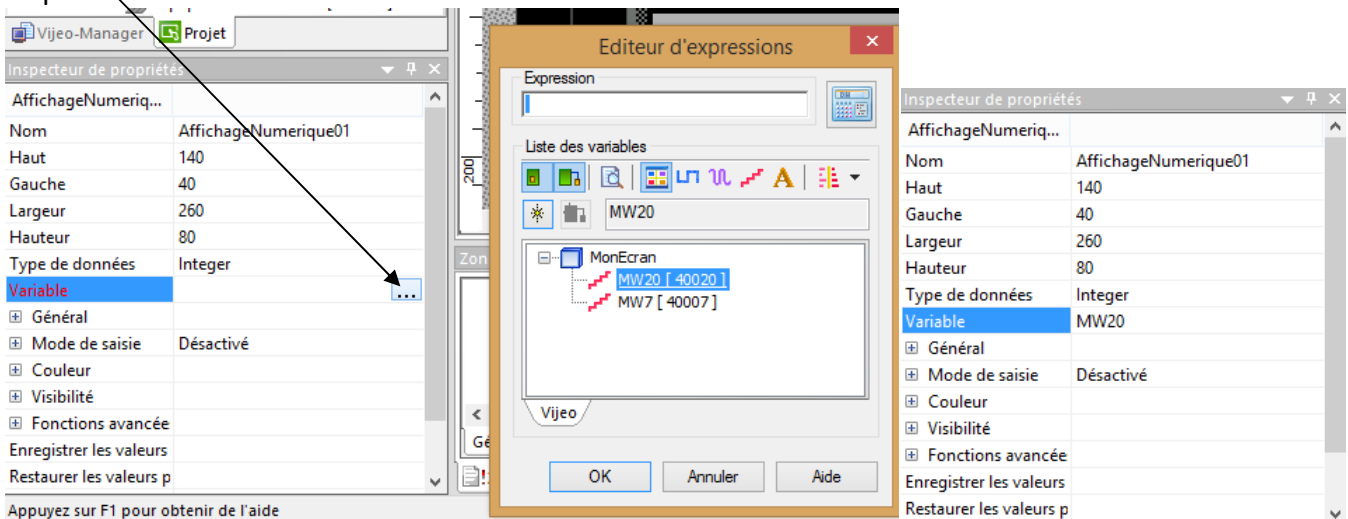 Vijeo-Manager Projet
Inspecteur de propriétés
AffichageNumeriq...
Nom AffichageNumerique01
Haut 140
Gauche 40
Largeur 260
Hauteur 80
Type de données Integer
Variable ...
Général
Mode de saisie Désactivé
Couleur
Visibilité
Fonctions avancée
Enregistrer les valeurs
Restaurer les valeurs p
Appuyez sur F1 pour obtenir de l'aide
200
Zon
Gé
Editeur d'expressions
Expression
Liste des variables
MW20
MonEcran
MW20 [ 40020 ]
MW7 [ 40007 ]
Vijeo
OK Annuler Aide
Inspecteur de propriétés
AffichageNumeriq...
Nom AffichageNumerique01
Haut 140
Gauche 40
Largeur 260
Hauteur 80
Type de données Integer
Variable MW20
Général
Mode de saisie Désactivé
Couleur
Visibilité
Fonctions avancée
Enregistrer les valeurs
Restaurer les valeurs p